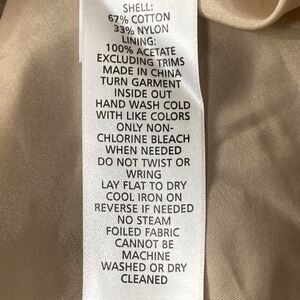 SHELL:
67% COTTON
33% NYLON
LINING:
100% ACETATE
EXCLUDING TRIMS
MADE IN CHINA
TURN GARMENT
INSIDE OUT
HAND WASH COLD
WITH LIKE COLORS
ONLY NON-
CHLORINE BLEACH
WHEN NEEDED
DO NOT TWIST OR
WRING
LAY FLAT TO DRY
COOL IRON ON
REVERSE IF NEEDED
NO STEAM
FOILED FABRIC
CANNOT BE
MACHINE
WASHED OR DRY
CLEANED